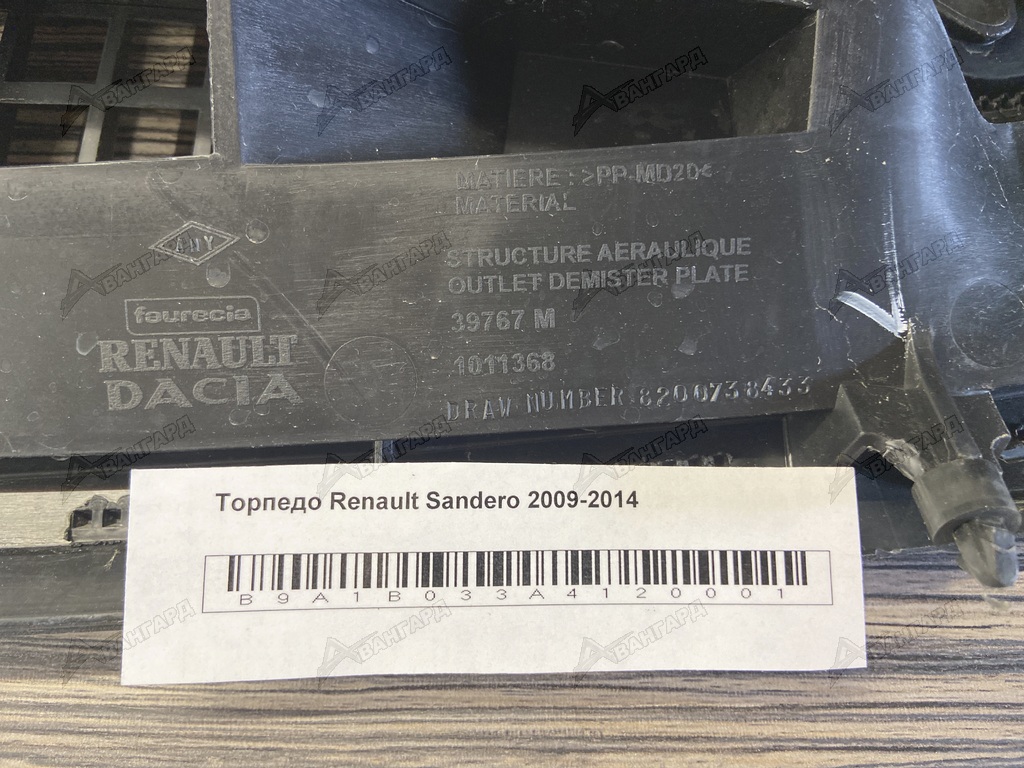 MATIERE : >PP-MD20<
MATERIAL
ANY
STRUCTURE AERAULIQUE
OUTLET DEMISTER PLATE
faurecia
RENAULT
DACIA
39767 M
1011368
DRAW NUMBER 8200738433
Торпедо Renault Sandero 2009-2014
B9A1B033A4120001
АВАНГАРД